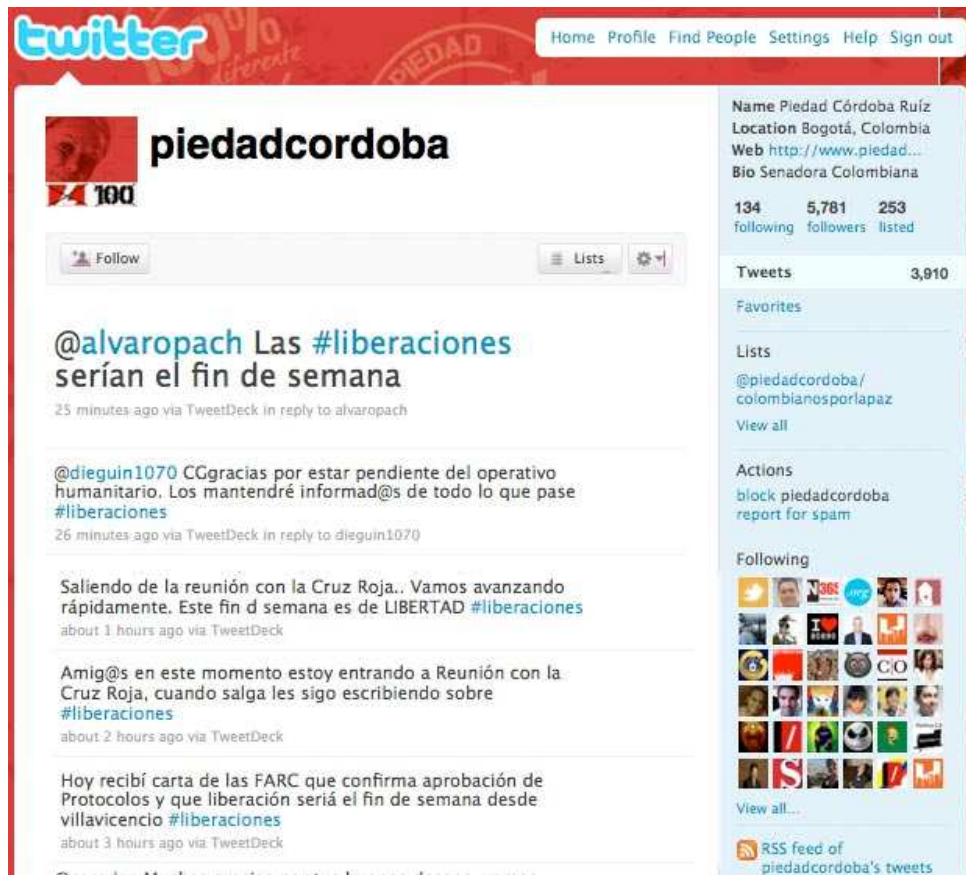 twitter
100%
diferente
PIEDAD
Home Profile Find People Settings Help Sign out
piedadcordoba
100
Follow
Lists
@alvaropach Las #liberaciones
serían el fin de semana
25 minutes ago via TweetDeck in reply to alvaropach
@dieguin1070 CGgracias por estar pendiente del operativo
humanitario. Los mantendré informad@s de todo lo que pase
#liberaciones
26 minutes ago via TweetDeck in reply to dieguin1070
Saliendo de la reunión con la Cruz Roja.. Vamos avanzando
rápidamente. Este fin d semana es de LIBERTAD #liberaciones
about 1 hours ago via TweetDeck
Amig@s en este momento estoy entrando a Reunión con la
Cruz Roja, cuando salga les sigo escribiendo sobre
#liberaciones
about 2 hours ago via TweetDeck
Hoy recibí carta de las FARC que confirma aprobación de
Protocolos y que liberación seriá el fin de semana desde
villavicencio #liberaciones
about 3 hours ago via TweetDeck
Name Piedad Córdoba Ruíz
Location Bogotá, Colombia
Web http://www.piedad...
Bio Senadora Colombiana
134 5,781 253
following followers listed
Tweets 3,910
Favorites
Lists
@piedadcordoba/
colombianosporlapaz
View all
Actions
block piedadcordoba
report for spam
Following
N365
.org
I
CO
S
View all...
RSS feed of
piedadcordoba's tweets